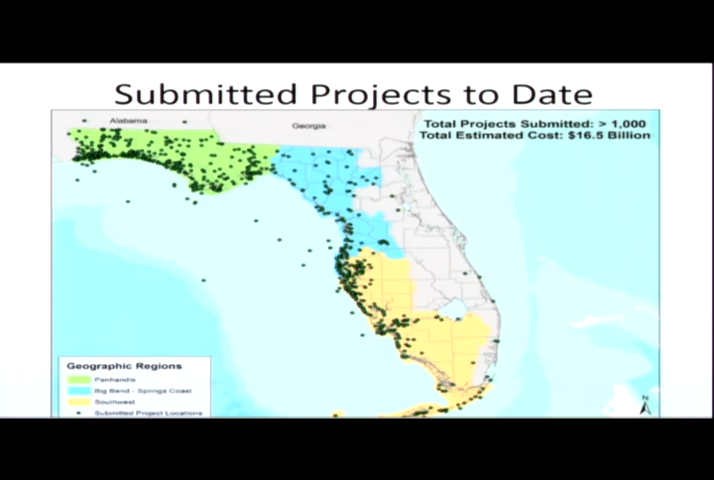 Submitted Projects to Date
Alabama
Georgia
Total Projects Submitted: > 1,000
Total Estimated Cost: $16.5 Billion
Geographic Regions
Panhandle
Big Bend - Springs Coast
Southwest
Submitted Project Locations
N